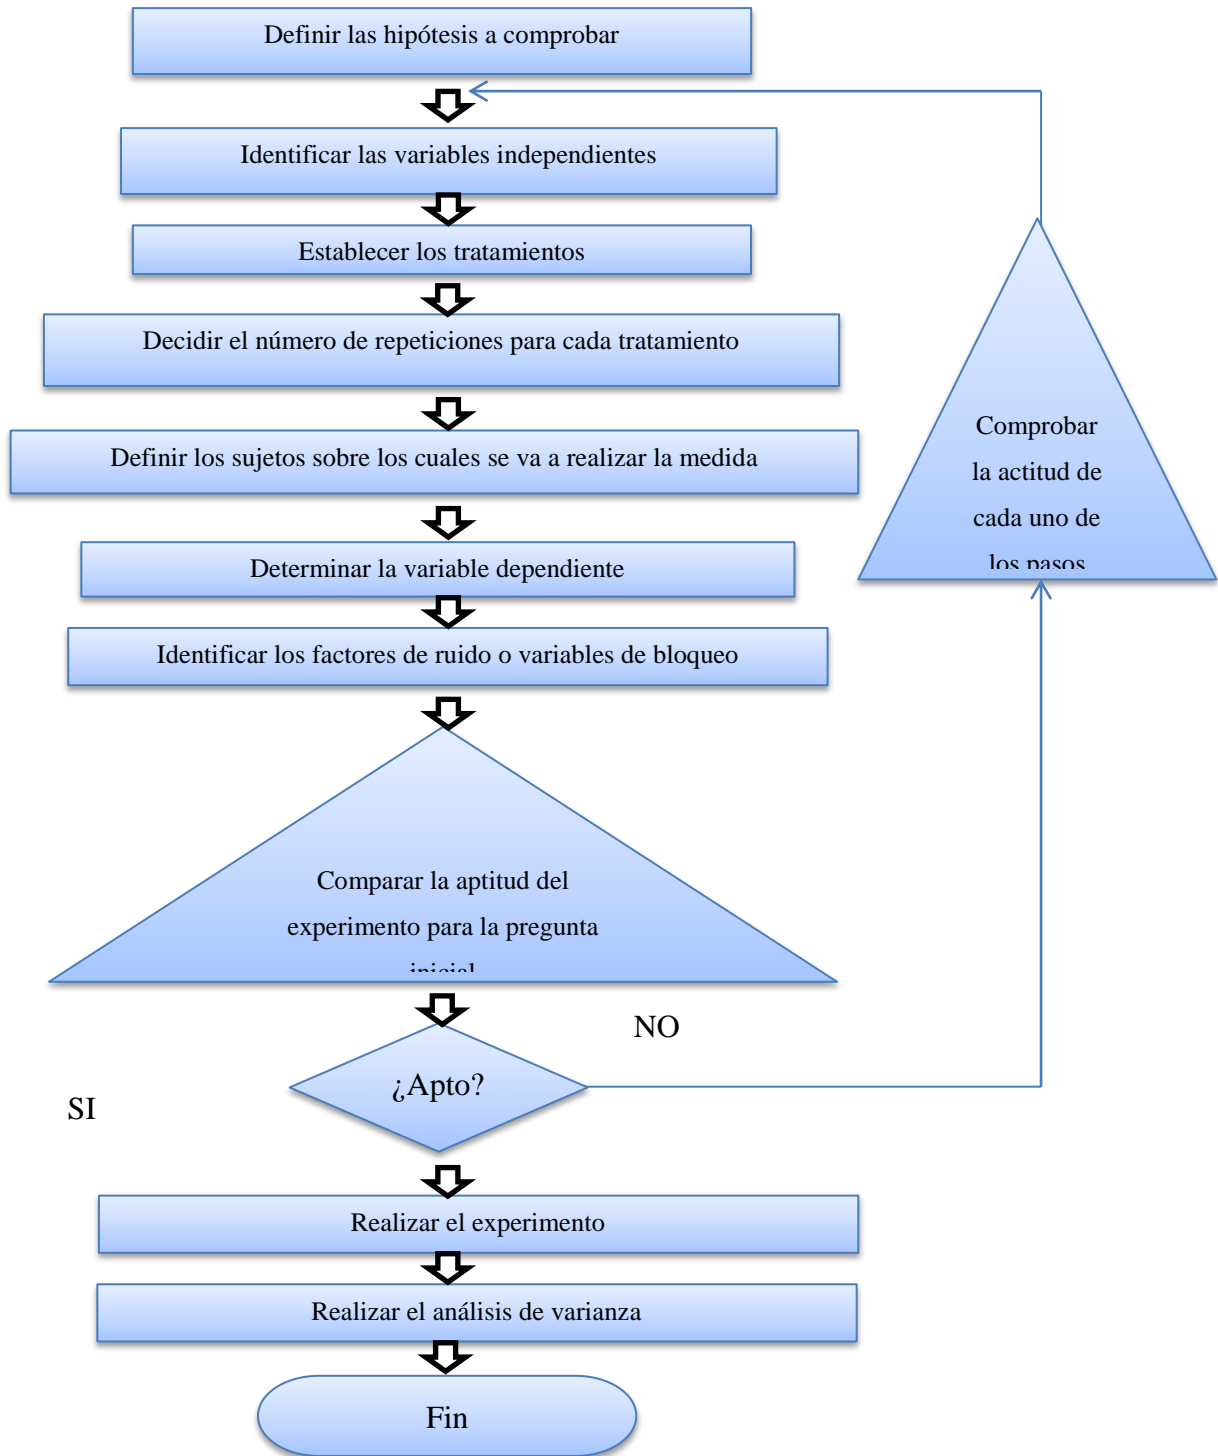 Definir las hipótesis a comprobar
Identificar las variables independientes
Establecer los tratamientos
Decidir el número de repeticiones para cada tratamiento
Definir los sujetos sobre los cuales se va a realizar la medida
Determinar la variable dependiente
Identificar los factores de ruido o variables de bloqueo
Comparar la aptitud del
experimento para la pregunta
inicial
¿Apto?
NO
SI
Comprobar
la actitud de
cada uno de
los pasos
Realizar el experimento
Realizar el análisis de varianza
Fin